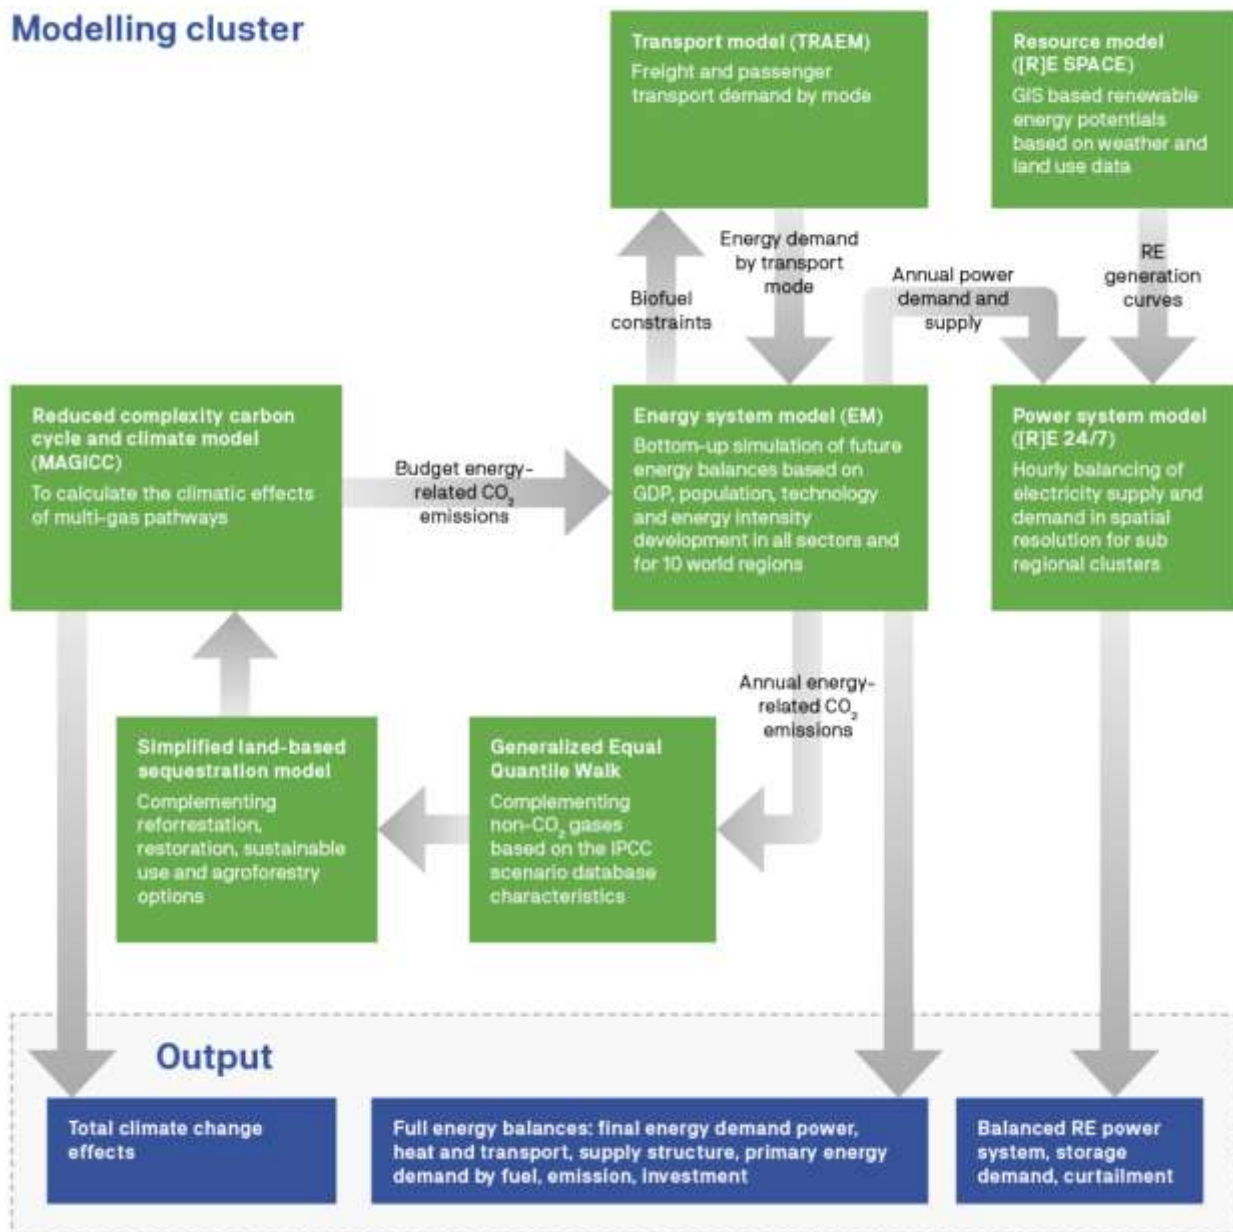 Modelling cluster
Transport model (TRAEM)
Freight and passenger
transport demand by mode
Resource model
([R]E SPACE)
GIS based renewable
energy potentials
based on weather and
land use data
Biofuel
constraints
Energy demand
by transport
mode
Annual power
demand and
supply
RE
generation
curves
Reduced complexity carbon
cycle and climate model
(MAGICC)
To calculate the climatic effects
of multi-gas pathways
Budget energy-
related CO₂
emissions
Energy system model (EM)
Bottom-up simulation of future
energy balances based on
GDP, population, technology
and energy intensity
development in all sectors and
for 10 world regions
Power system model
([R]E 24/7)
Hourly balancing of
electricity supply and
demand in spatial
resolution for sub
regional clusters
Annual energy-
related CO₂
emissions
Simplified land-based
sequestration model
Complementing
reforrestation,
restoration, sustainable
use and agroforestry
options
Generalized Equal
Quantile Walk
Complementing
non-CO₂ gases
based on the IPCC
scenario database
characteristics
Output
Total climate change
effects
Full energy balances: final energy demand power,
heat and transport, supply structure, primary energy
demand by fuel, emission, investment
Balanced RE power
system, storage
demand, curtailment